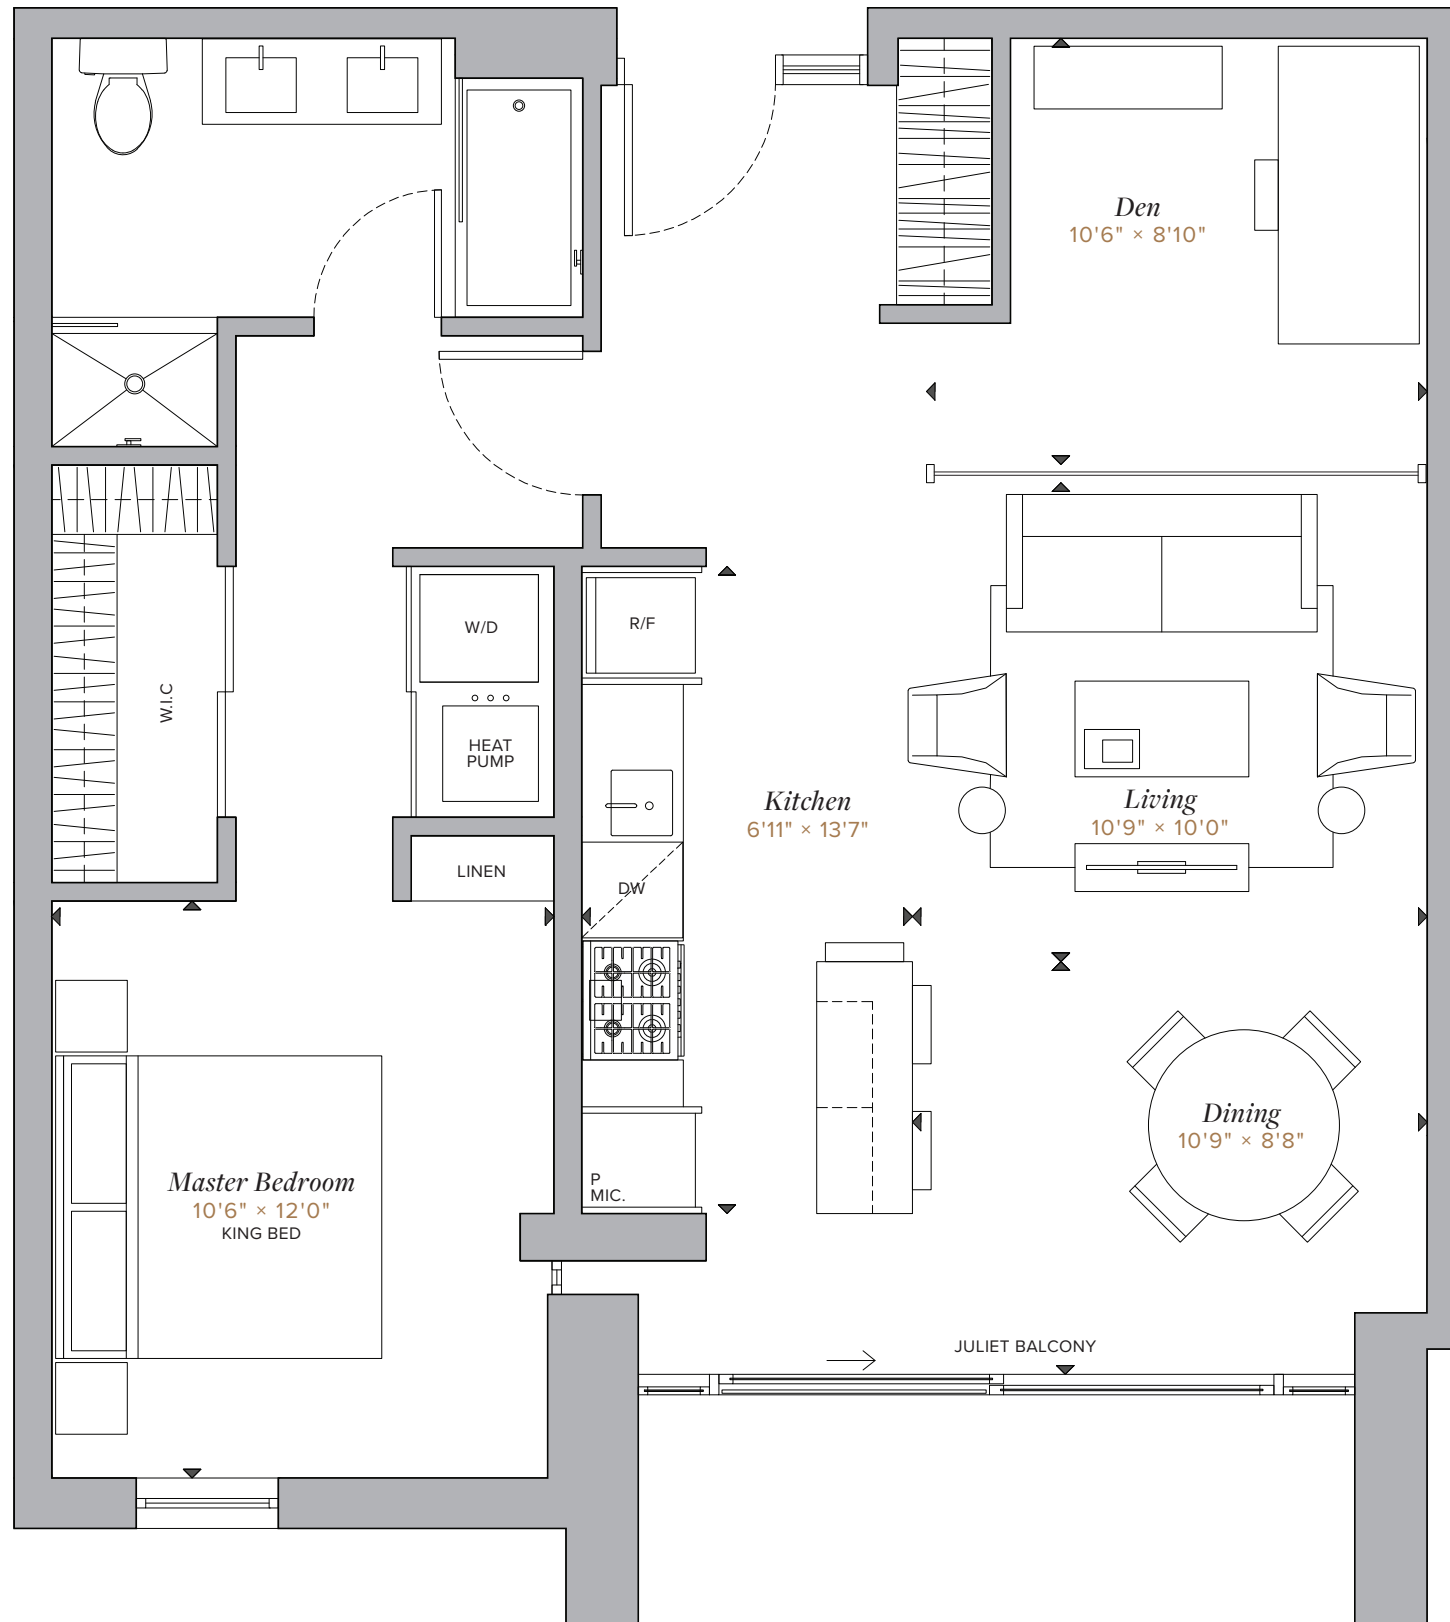 Den
10'6" × 8'10"
W/D
R/F
W.I.C
HEAT
PUMP
Kitchen
6'11" × 13'7"
Living
10'9" × 10'0"
LINEN
DW
Dining
10'9" × 8'8"
Master Bedroom
10'6" × 12'0"
KING BED
P
MIC.
JULIET BALCONY